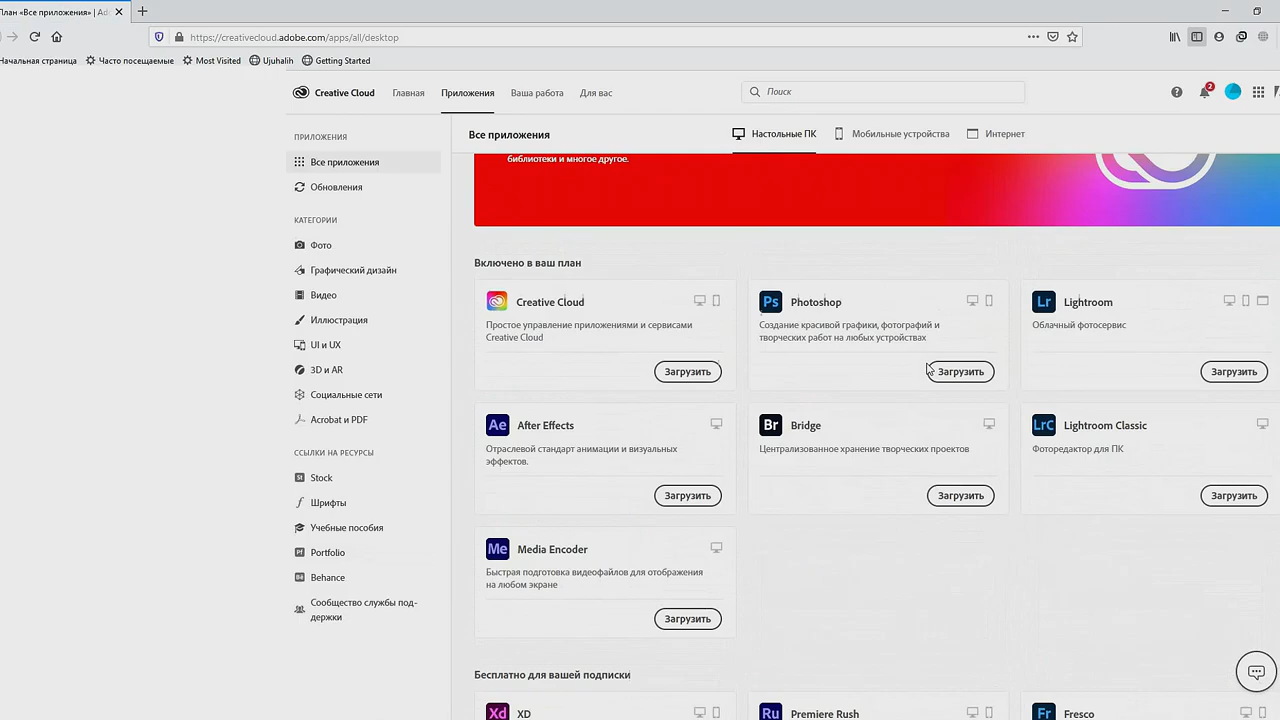 План «Все приложения» | Ad
https://creativecloud.adobe.com/apps/all/desktop
Начальная страница
Часто посещаемые
Most Visited
Ujuhalih
Getting Started
Creative Cloud
Главная
Приложения
Ваша работа
Для вас
Поиск
2
ПРИЛОЖЕНИЯ
Все приложения
Обновления
КАТЕГОРИИ
Фото
Графический дизайн
Видео
Иллюстрация
UI и UX
3D и AR
Социальные сети
Acrobat и PDF
ССЫЛКИ НА РЕСУРСЫ
St Stock
Шрифты
Учебные пособия
Pf Portfolio
Behance
Сообщество службы под-
держки
Все приложения
Настольные ПК
Мобильные устройства
Интернет
библиотеки и многое другое.
Включено в ваш план
Creative Cloud
Простое управление приложениями и сервисами
Creative Cloud
Загрузить
Ps Photoshop
Создание красивой графики, фотографий и
творческих работ на любых устройствах
Загрузить
Lr Lightroom
Облачный фотосервис
Загрузить
Ae After Effects
Отраслевой стандарт анимации и визуальных
эффектов.
Загрузить
Br Bridge
Централизованное хранение творческих проектов
Загрузить
LrC Lightroom Classic
Фоторедактор для ПК
Загрузить
Me Media Encoder
Быстрая подготовка видеофайлов для отображения
на любом экране
Загрузить
Бесплатно для вашей подписки
Xd XD
Ru Premiere Rush
Fr Fresco